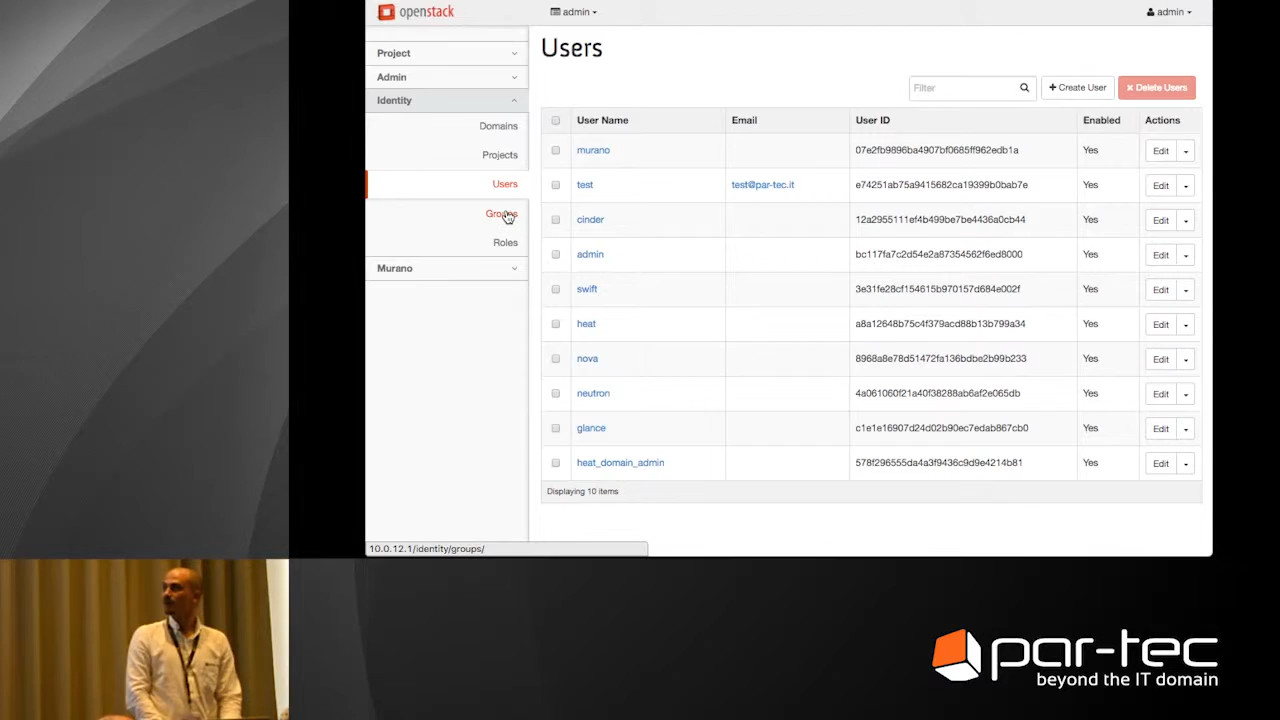 openstack
admin
admin
Project
Admin
Identity
Domains
Projects
Users
Groups
Roles
Murano
Users
Filter
+ Create User
× Delete Users
User Name Email User ID Enabled Actions
murano 07e2fb9896ba4907bf0685ff962edb1a Yes Edit
test test@par-tec.it e74251ab75a9415682ca19399b0bab7e Yes Edit
cinder 12a2955111ef4b499be7be4436a0cb44 Yes Edit
admin bc117fa7c2d54e2a87354562f6ed8000 Yes Edit
swift 3e31fe28cf154615b970157d684e002f Yes Edit
heat a8a12648b75c4f379acd88b13b799a34 Yes Edit
nova 8968a8e78d51472fa136bdbe2b99b233 Yes Edit
neutron 4a061060f21a40f38288ab6af2e065db Yes Edit
glance c1e1e16907d24d02b90ec7edab867cb0 Yes Edit
heat_domain_admin 578f296555da4a3f9436c9d9e4214b81 Yes Edit
Displaying 10 items
10.0.12.1/identity/groups/
par-tec
beyond the IT domain